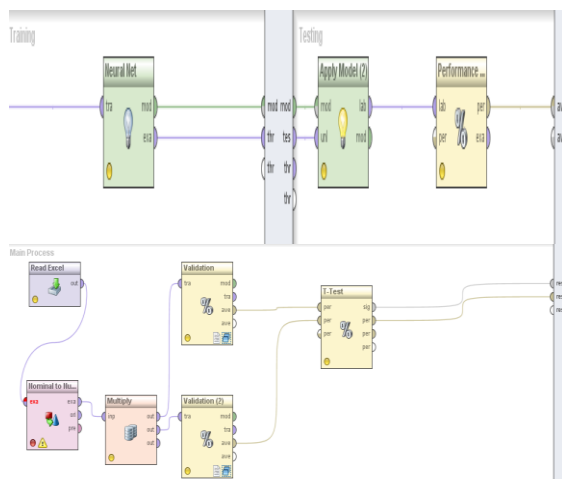 Training
Testing
Neural Net
tra mod
exa
mod mod
thr tes
thr thr
thr
Apply Model (2)
mod lab
unl mod
Performance ...
lab per
per exa
av
av
Main Process
Read Excel
out
Nominal to Nu...
exa exa
ori
pre
Multiply
inp out
out
out
Validation
tra mod
tra
ave
ave
Validation (2)
tra mod
tra
ave
ave
T-Test
per sig
per per
per per
res
res
res